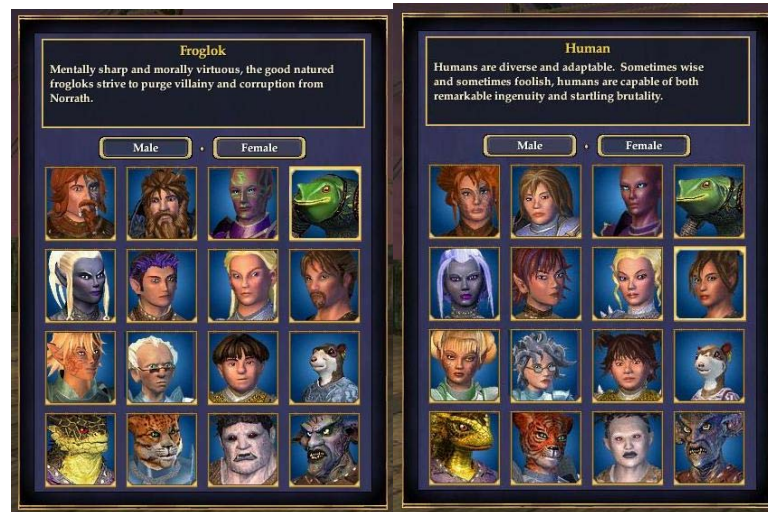 Froglok
Mentally sharp and morally virtuous, the good natured
frogloks strive to purge villainy and corruption from
Norrath.
Male
Female
Human
Humans are diverse and adaptable. Sometimes wise
and sometimes foolish, humans are capable of both
remarkable ingenuity and startling brutality.
Male
Female